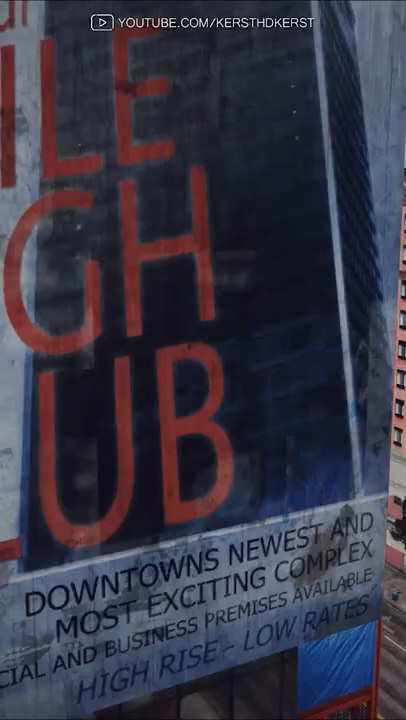 YOUTUBE.COM/KERSTHDKERST
ILE
GH
UB
DOWNTOWNS NEWEST AND
MOST EXCITING COMPLEX
CIAL AND BUSINESS PREMISES AVAILABLE
HIGH RISE - LOW RATES